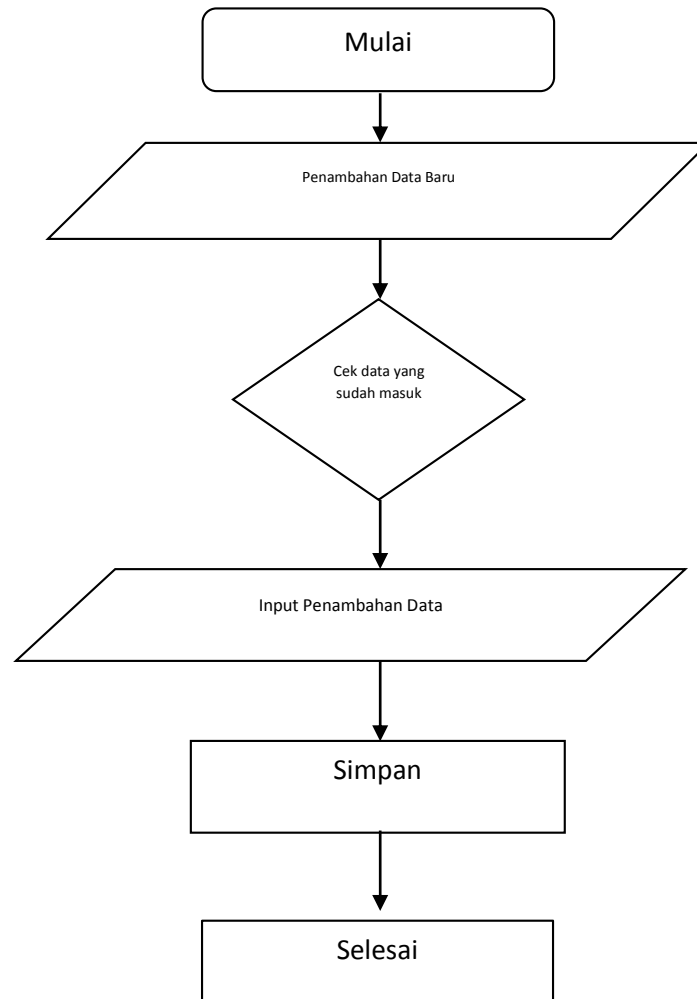 Mulai
Penambahan Data Baru
Cek data yang
sudah masuk
Input Penambahan Data
Simpan
Selesai